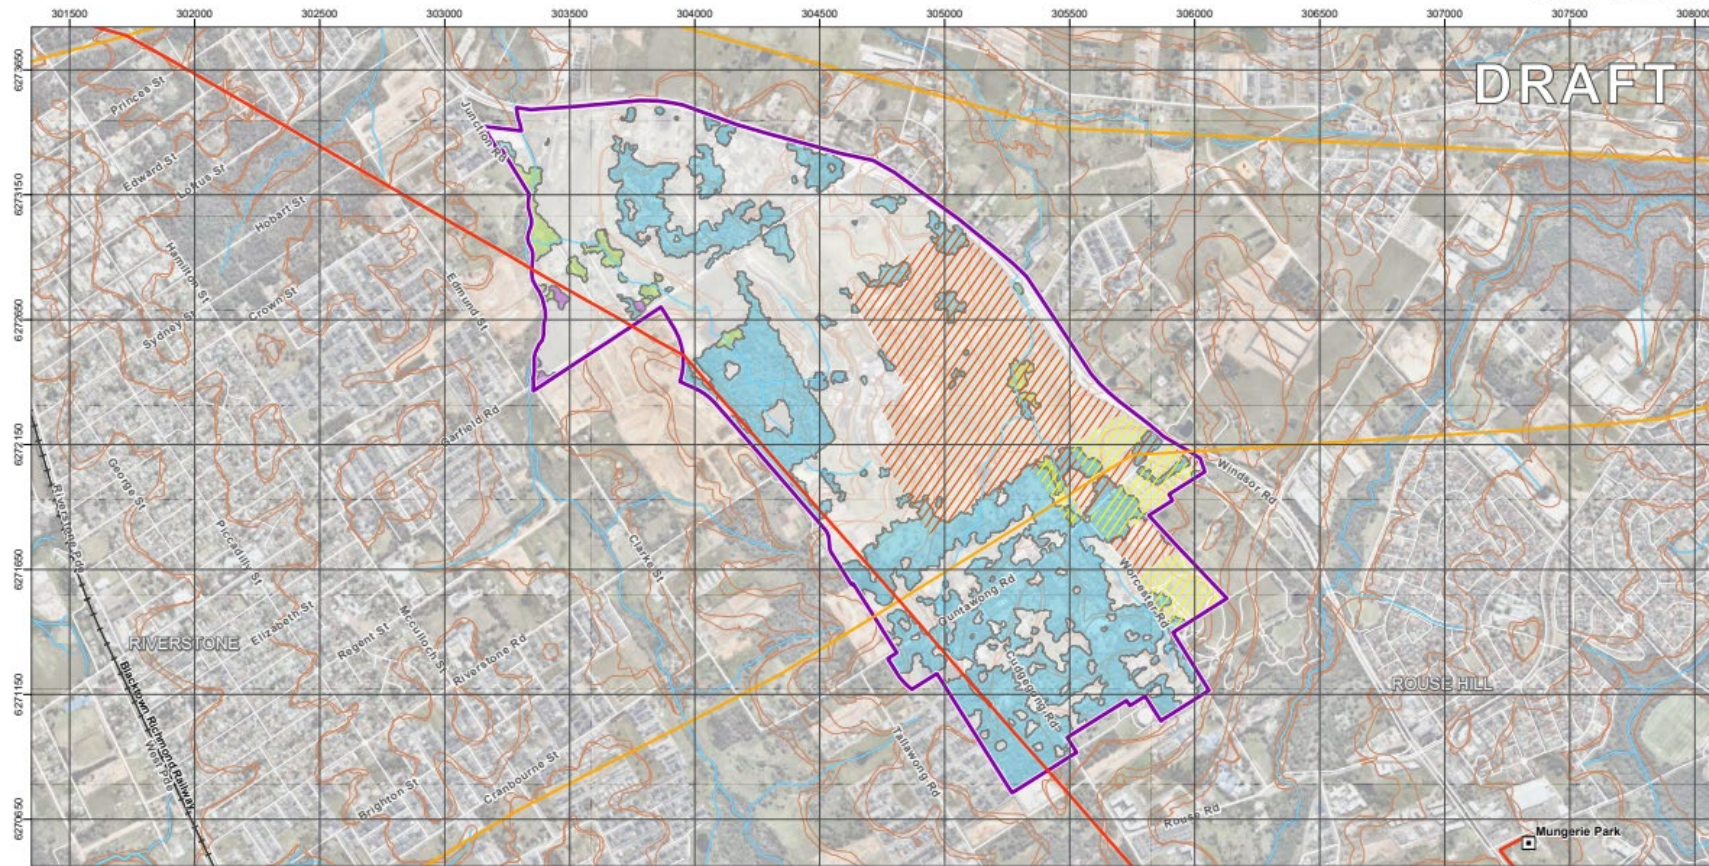 301500 302000 302500 303000 303500 304000 304500 305000 305500 306000 306500 307000 307500 308000
DRAFT
6273650
Princes St
Junction Rd
Edward St
Loftus St
6273150
Hobart St
Hamilton St
Edmund St
Crown St
Sydney St
6272650
Garfield Rd
6272150
Windsor Rd
George St
Riverstone Pde
Piccadilly St
Clarke St
6271650
Worcester Rd
Guntawong Rd
Elizabeth St
Mcculloch St
Regent St
RIVERSTONE
Riverstone Rd
Cudgegong Rd
ROUSE HILL
6271150
Blacktown Richmond Railway
West Pde
Tallawong Rd
Cranbourne St
Brighton St
6270650
Rouse Rd
Mungerie Park